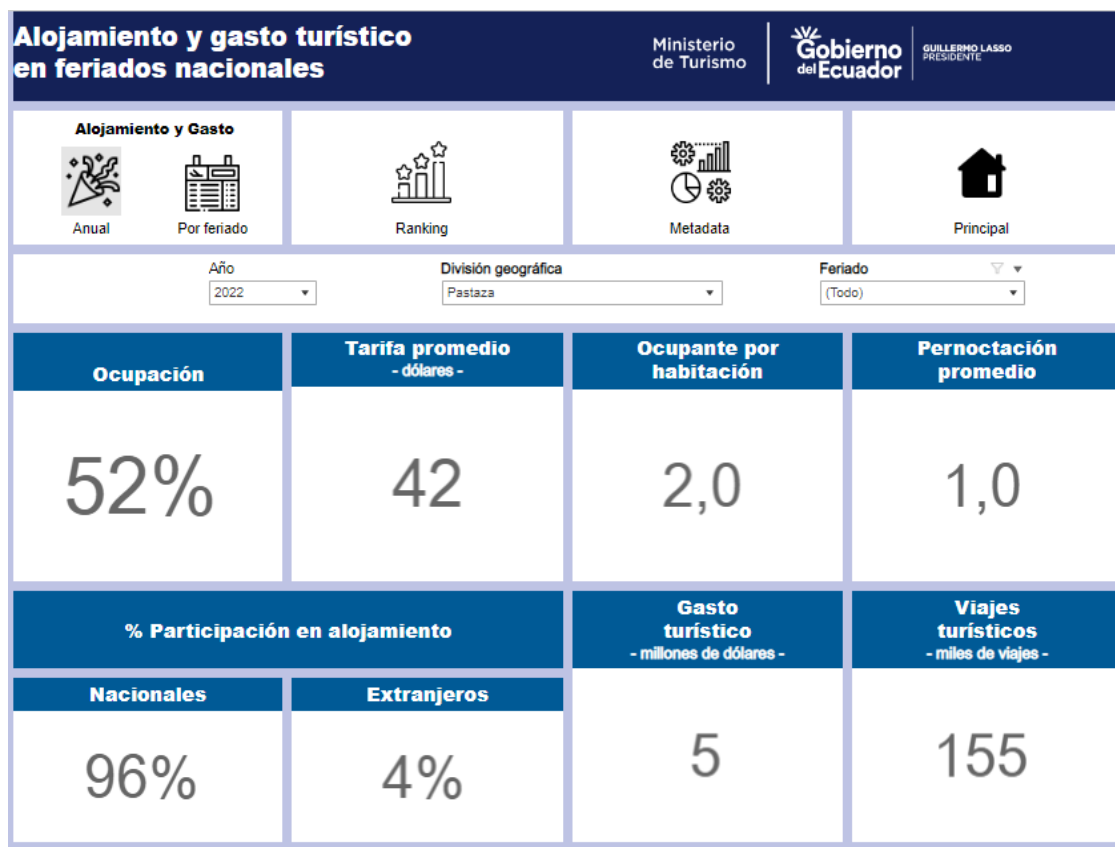 Alojamiento y gasto turístico
en feriados nacionales
Ministerio
de Turismo
Gobierno
del Ecuador
GUILLERMO LASSO
PRESIDENTE
Alojamiento y Gasto
Anual
Por feriado
Ranking
Metadata
Principal
Año
2022
División geográfica
Pastaza
Feriado
(Todo)
Ocupación
52%
Tarifa promedio
- dólares -
42
Ocupante por
habitación
2,0
Pernoctación
promedio
1,0
% Participación en alojamiento
Nacionales
96%
Extranjeros
4%
Gasto
turístico
- millones de dólares -
5
Viajes
turísticos
- miles de viajes -
155